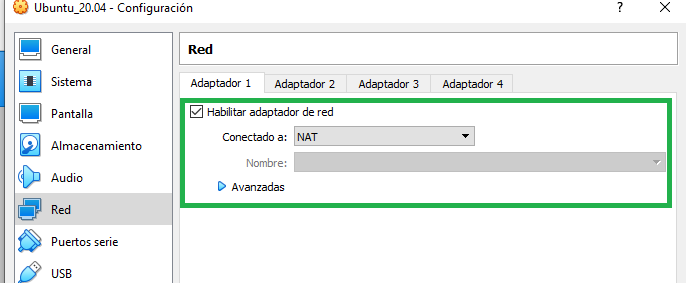 Ubuntu_20.04 - Configuración
?
General
Sistema
Pantalla
Almacenamiento
Audio
Red
Puertos serie
USB
Red
Adaptador 1 Adaptador 2 Adaptador 3 Adaptador 4
Habilitar adaptador de red
Conectado a: NAT
Nombre:
Avanzadas